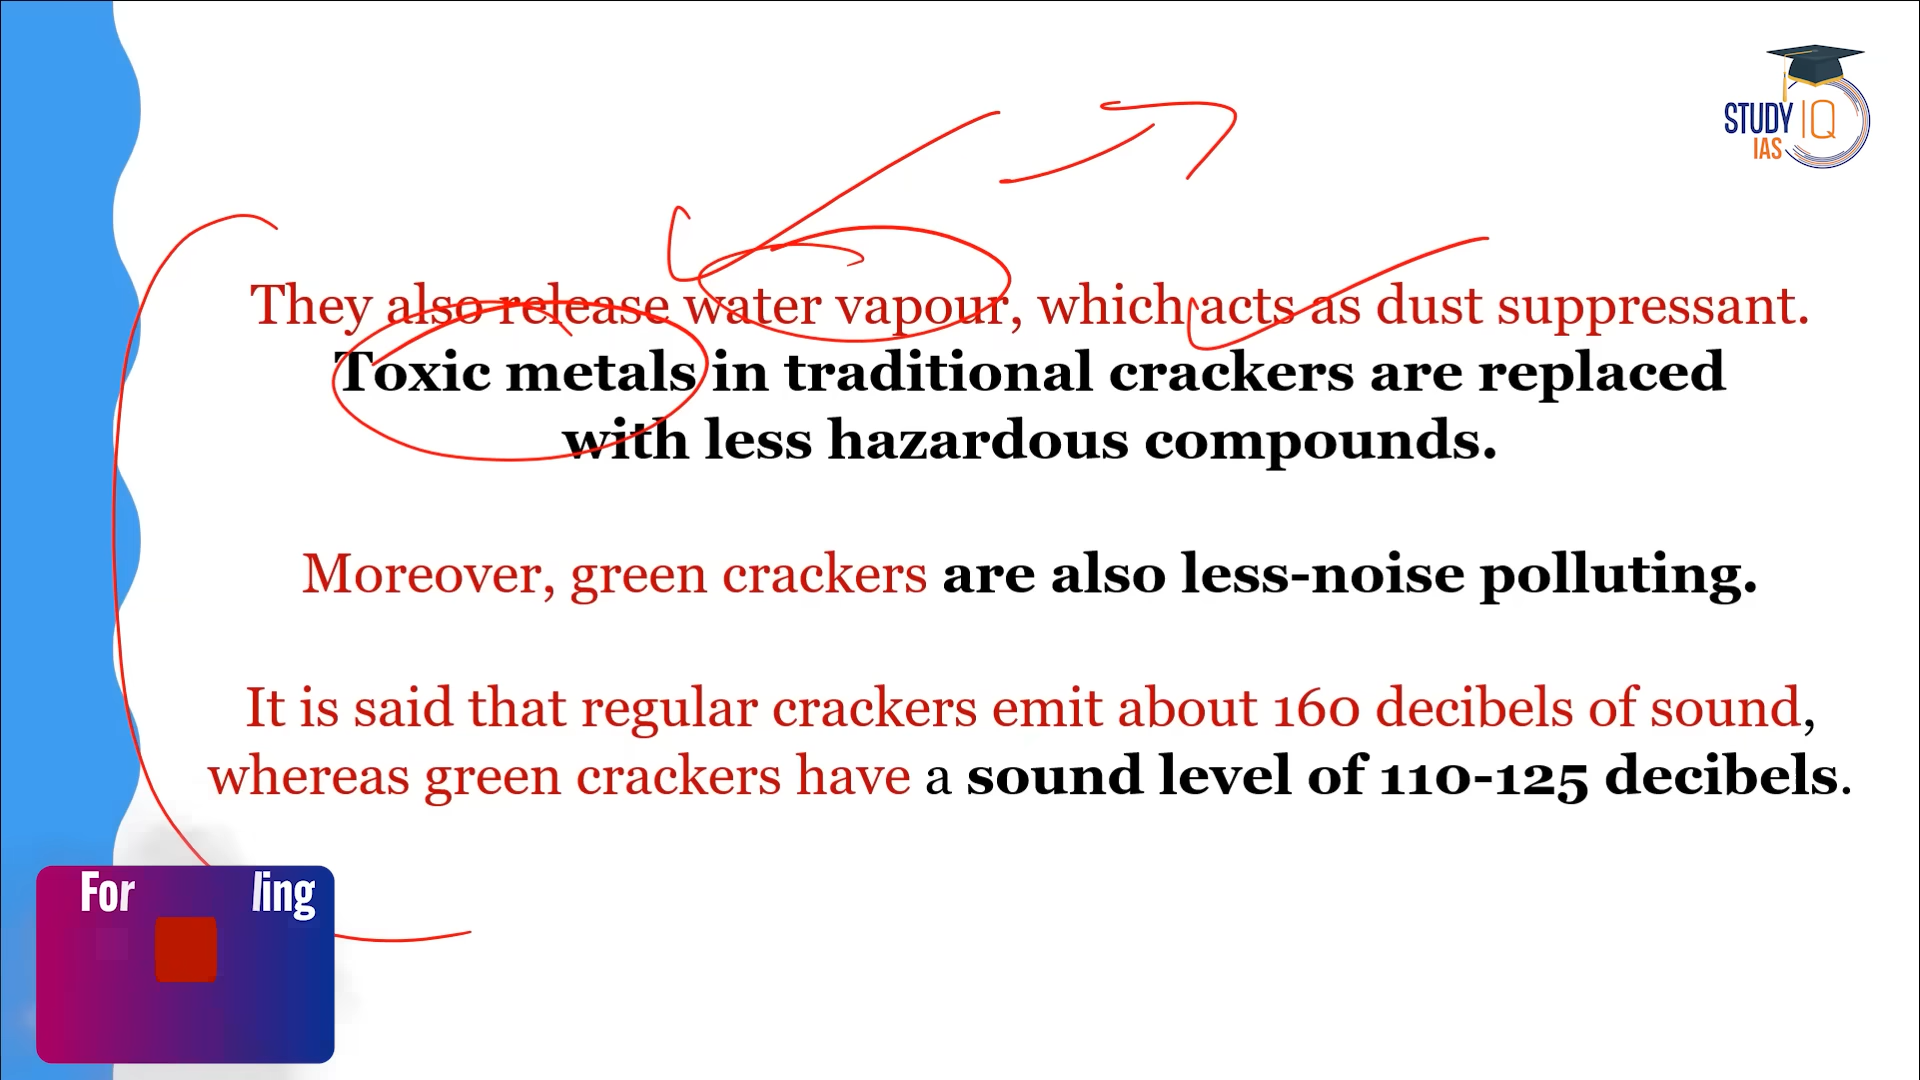 STUDY IQ
IAS
They also release water vapour, which acts as dust suppressant.
Toxic metals in traditional crackers are replaced
with less hazardous compounds.
Moreover, green crackers are also less-noise polluting.
It is said that regular crackers emit about 160 decibels of sound,
whereas green crackers have a sound level of 110-125 decibels.
For